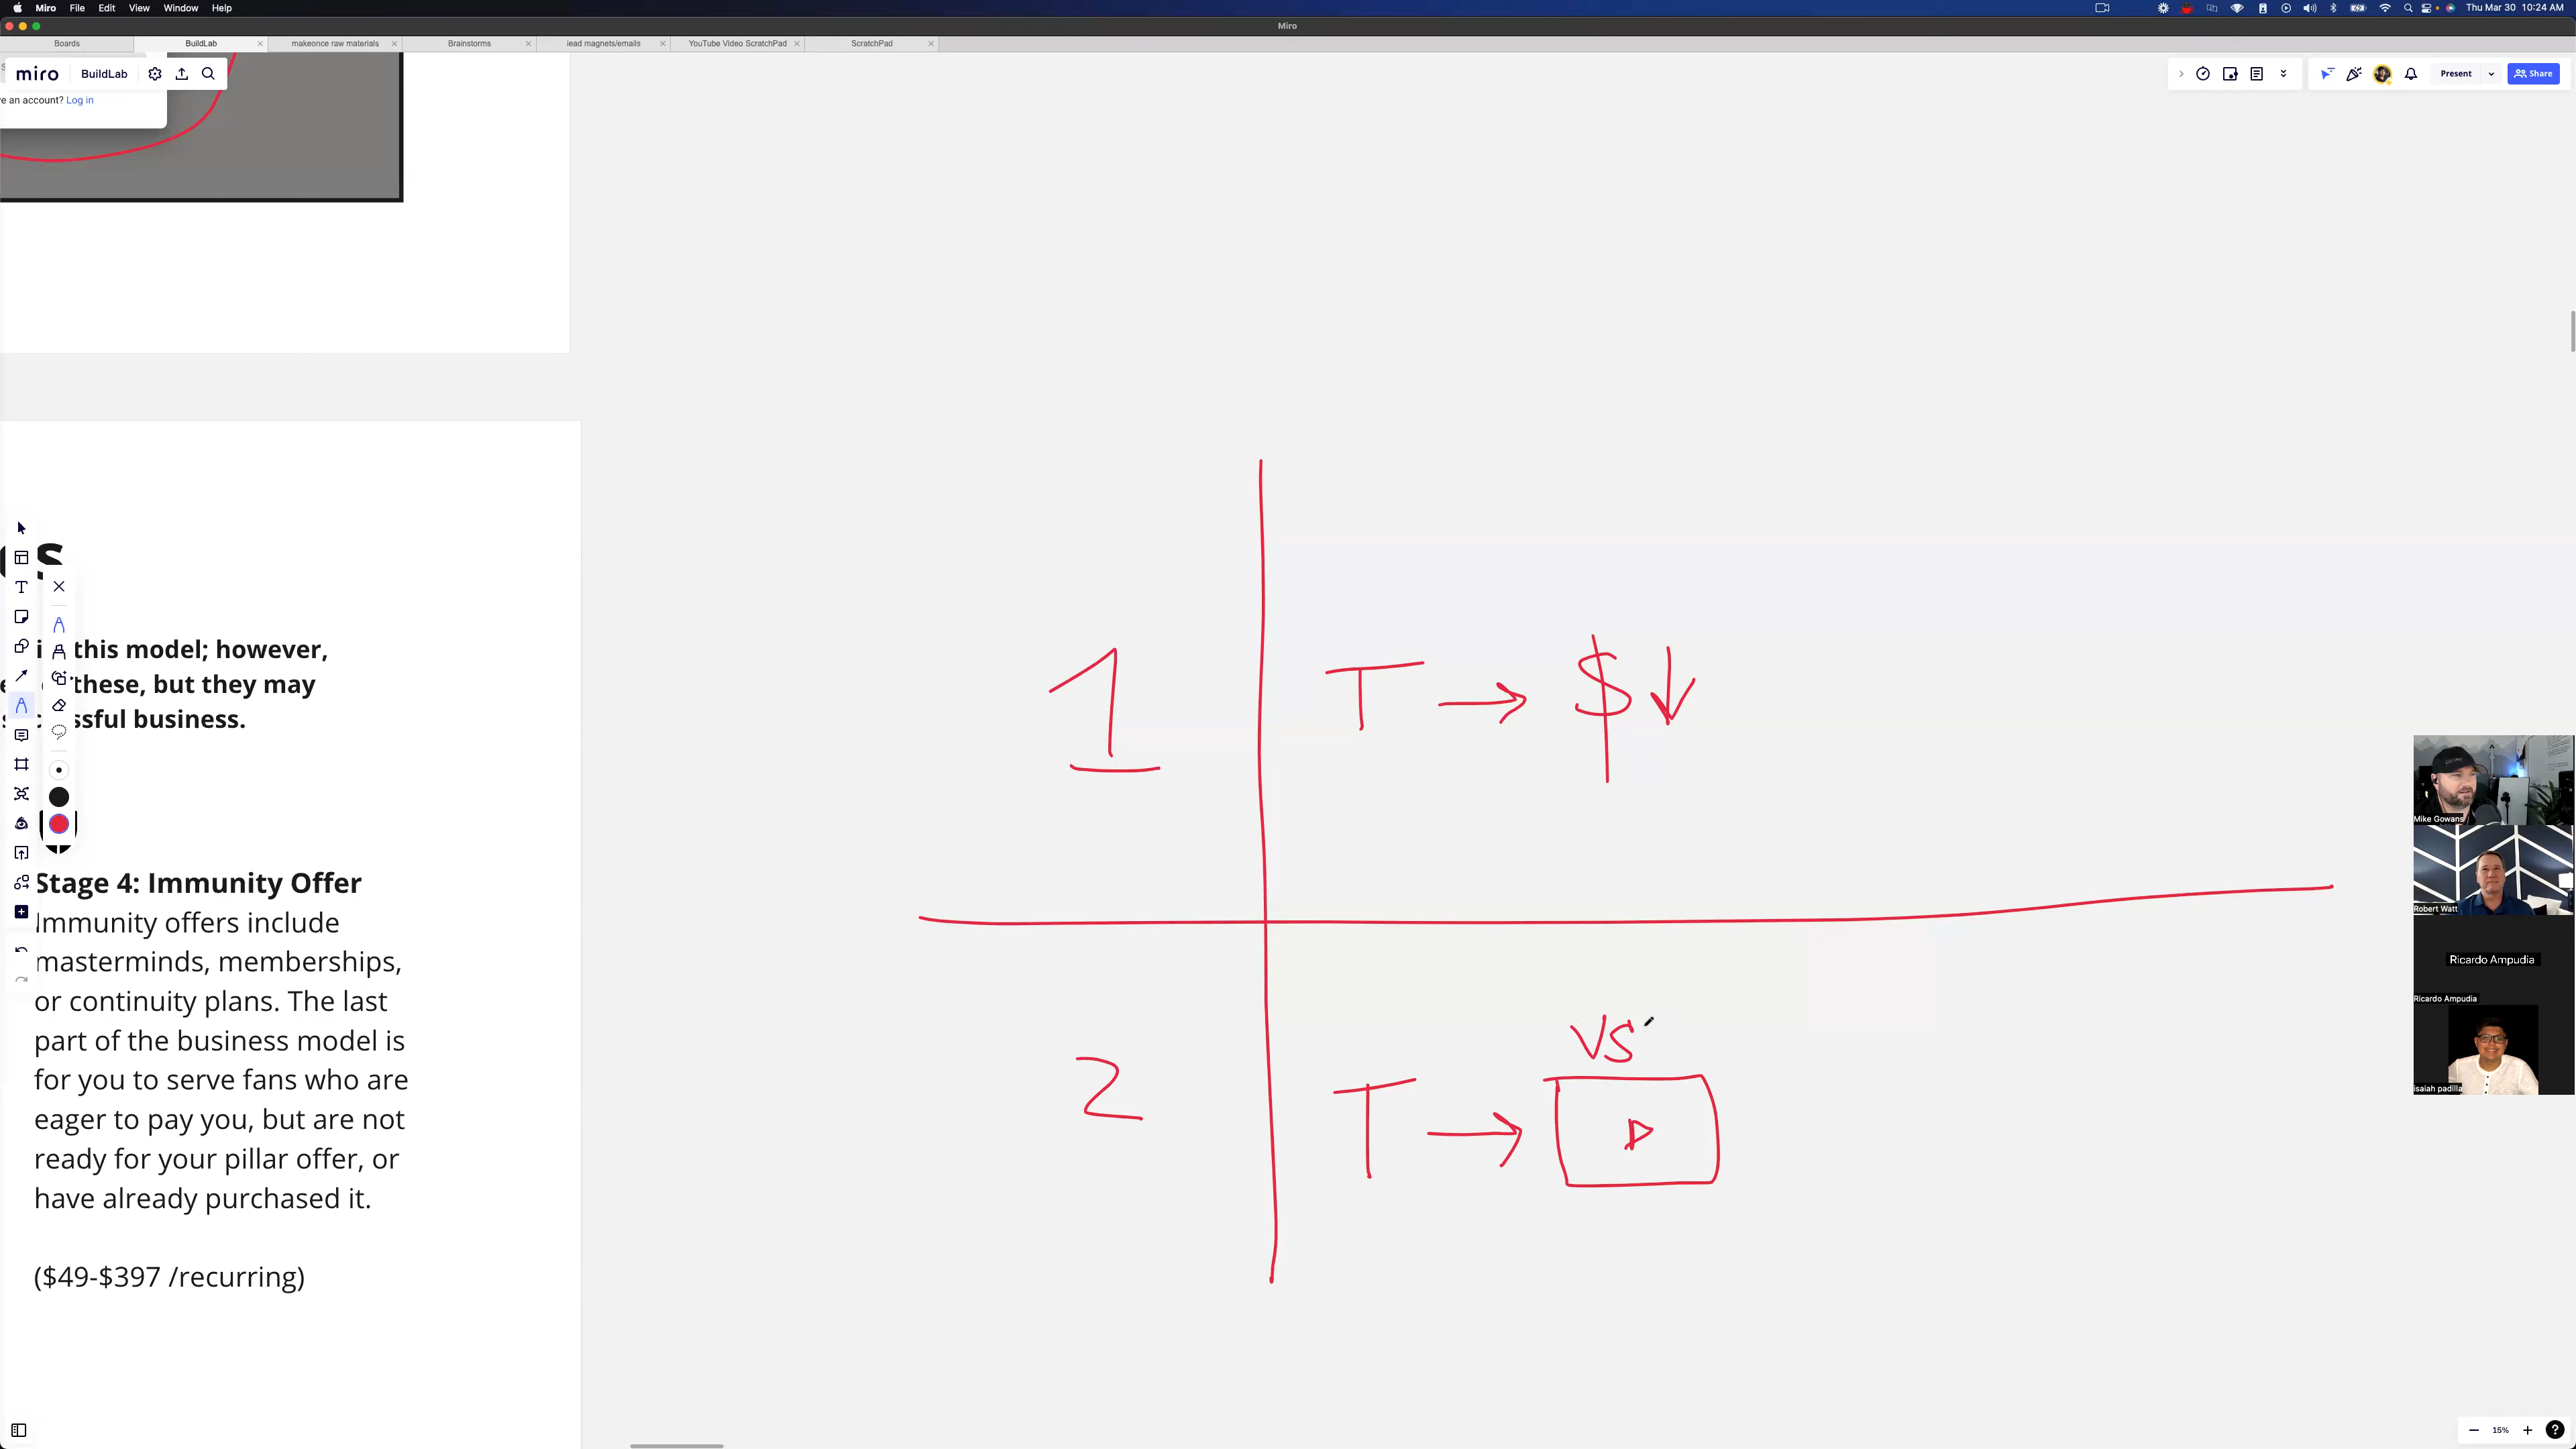 Miro File Edit View Window Help
Thu Mar 30 10:24 AM
Miro
Boards
BuildLab
makeonce raw materials
Brainstorms
lead magnets/emails
YouTube Video ScratchPad
ScratchPad
miro BuildLab
Present
Share
e an account? Log in
this model; however,
these, but they may
ssful business.
Stage 4: Immunity Offer
Immunity offers include
masterminds, memberships,
or continuity plans. The last
part of the business model is
for you to serve fans who are
eager to pay you, but are not
ready for your pillar offer, or
have already purchased it.
($49-$397 /recurring)
1
T → $ ↓
2
VS
T →
Mike Gowans
Robert Watt
Ricardo Ampudia
Ricardo Ampudia
isaiah padilla
15%